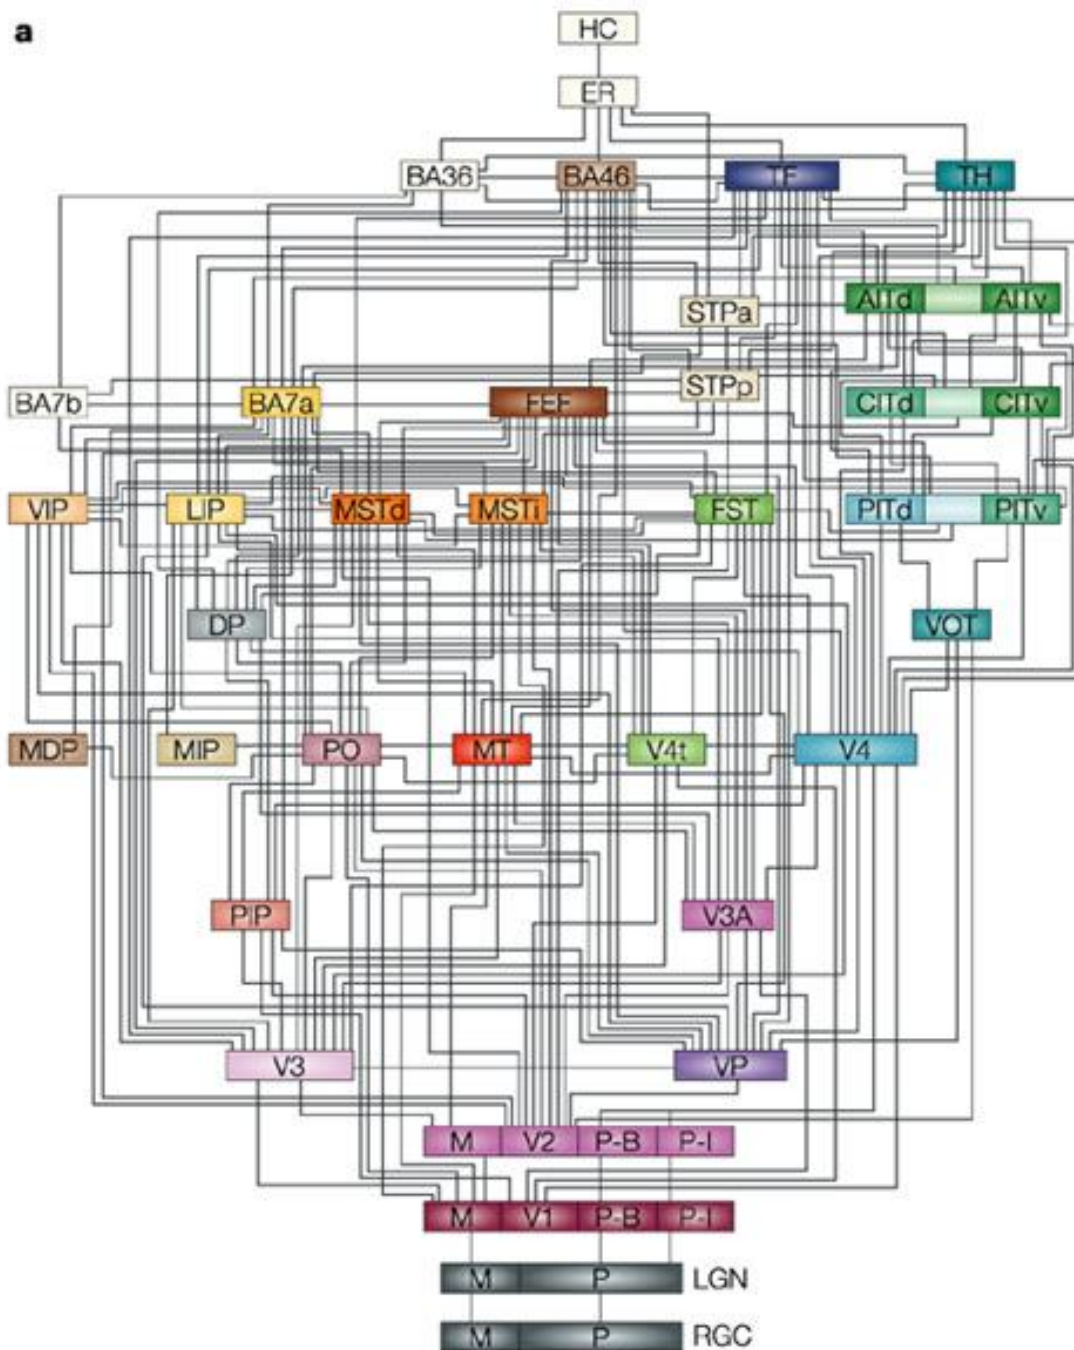 a
HC
ER
BA36 BA46 TF TH
STPa AITd AITv
BA7b BA7a FEF STPp CITd CITv
VIP LIP MSTd MSTi FST PITd PITv
DP VOT
MDP MIP PO MT V4t V4
PIP V3A
V3 VP
M V2 P-B P-I
M V1 P-B P-I
M P LGN
M P RGC